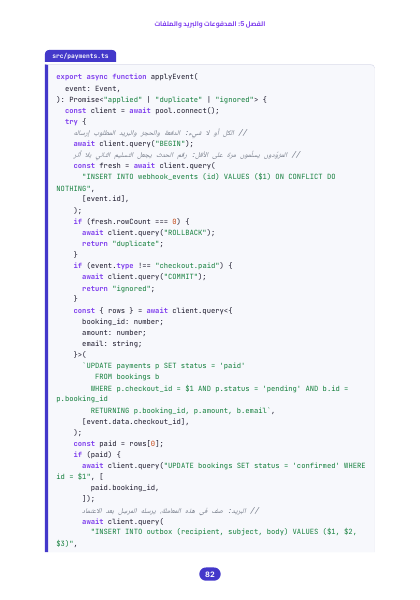 الفصل 5: المدفوعات والبريد والملفات
src/payments.ts
export async function applyEvent(
event: Event,
): Promise<"applied" | "duplicate" | "ignored"> {
const client = await pool.connect();
try {
// الكل أو لا شيء: الدفعة والحجز والبريد المطلوب إرساله
await client.query("BEGIN");
// المزوّدون يسلّمون مرة على الأقل: رقم الحدث يجعل التسليم الثاني بلا أثر
const fresh = await client.query(
"INSERT INTO webhook_events (id) VALUES ($1) ON CONFLICT DO
NOTHING",
[event.id],
);
if (fresh.rowCount === 0) {
await client.query("ROLLBACK");
return "duplicate";
}
if (event.type !== "checkout.paid") {
await client.query("COMMIT");
return "ignored";
}
const { rows } = await client.query<{
booking_id: number;
amount: number;
email: string;
}>(
`UPDATE payments p SET status = 'paid'
FROM bookings b
WHERE p.checkout_id = $1 AND p.status = 'pending' AND b.id =
p.booking_id
RETURNING p.booking_id, p.amount, b.email`,
[event.data.checkout_id],
);
const paid = rows[0];
if (paid) {
await client.query("UPDATE bookings SET status = 'confirmed' WHERE
id = $1", [
paid.booking_id,
]);
// البريد: صف في هذه المعاملة، يرسله المرسل بعد الاعتماد
await client.query(
"INSERT INTO outbox (recipient, subject, body) VALUES ($1, $2,
$3)",
82